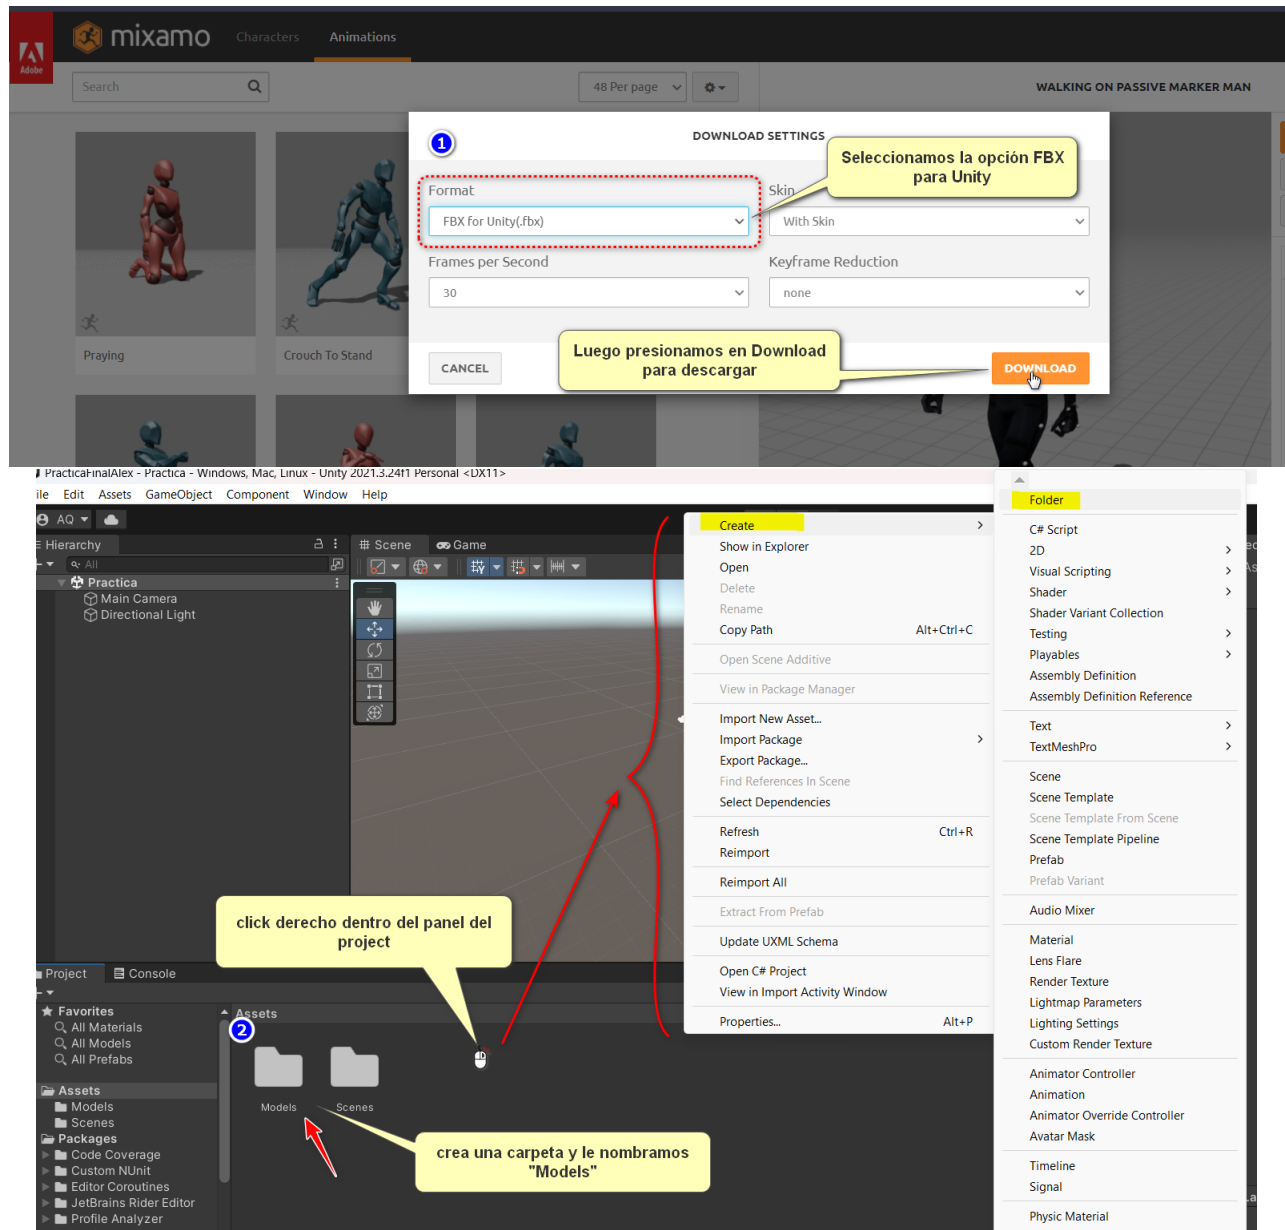 mixamo
Characters
Animations
Adobe
Search
48 Per page
WALKING ON PASSIVE MARKER MAN
1
DOWNLOAD SETTINGS
Seleccionamos la opción FBX
para Unity
Format
Skin
FBX for Unity(.fbx)
With Skin
Frames per Second
Keyframe Reduction
30
none
Luego presionamos en Download
para descargar
CANCEL
DOWNLOAD
Praying
Crouch To Stand
PracticaFinalAlex - Practica - Windows, Mac, Linux - Unity 2021.3.24f1 Personal <DX11>
ile Edit Assets GameObject Component Window Help
AQ
Hierarchy
All
Practica
Main Camera
Directional Light
# Scene
Game
Create
Show in Explorer
Open
Delete
Rename
Copy Path Alt+Ctrl+C
Open Scene Additive
View in Package Manager
Import New Asset...
Import Package
Export Package...
Find References In Scene
Select Dependencies
Refresh Ctrl+R
Reimport
Reimport All
Extract From Prefab
Update UXML Schema
Open C# Project
View in Import Activity Window
Properties... Alt+P
Folder
C# Script
2D
Visual Scripting
Shader
Shader Variant Collection
Testing
Playables
Assembly Definition
Assembly Definition Reference
Text
TextMeshPro
Scene
Scene Template
Scene Template From Scene
Scene Template Pipeline
Prefab
Prefab Variant
Audio Mixer
Material
Lens Flare
Render Texture
Lightmap Parameters
Lighting Settings
Custom Render Texture
Animator Controller
Animation
Animator Override Controller
Avatar Mask
Timeline
Signal
Physic Material
click derecho dentro del panel del
project
Project
Console
Favorites
All Materials
All Models
All Prefabs
Assets
Models
Scenes
Packages
Code Coverage
Custom NUnit
Editor Coroutines
JetBrains Rider Editor
Profile Analyzer
Assets
2
Models
Scenes
crea una carpeta y le nombramos
"Models"